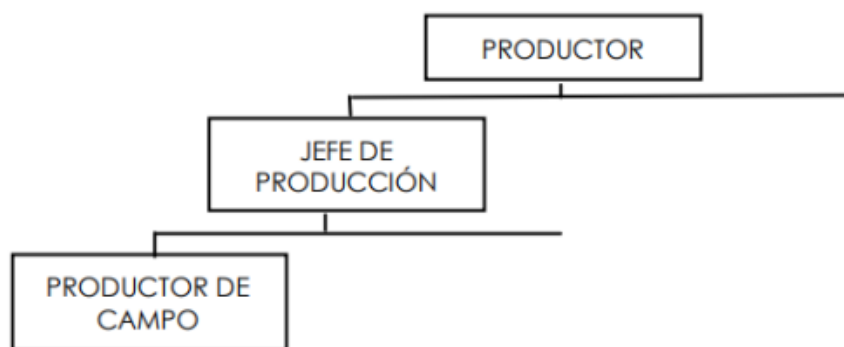 PRODUCTOR
JEFE DE
PRODUCCIÓN
PRODUCTOR DE
CAMPO